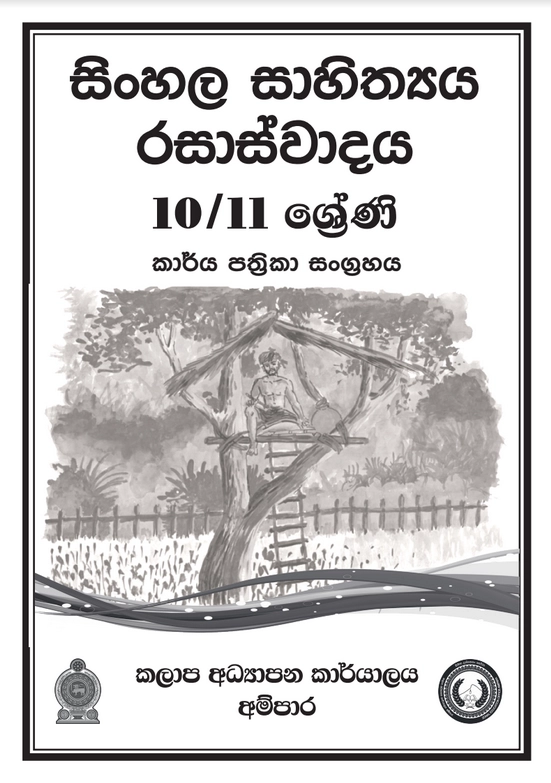 සිංහල සාහිත්‍යය
රසාස්වාදය
10/11 ශ්‍රේණි
කාර්ය පත්‍රිකා සංග්‍රහය
කලාප අධ්‍යාපන කාර්යාලය
අම්පාර